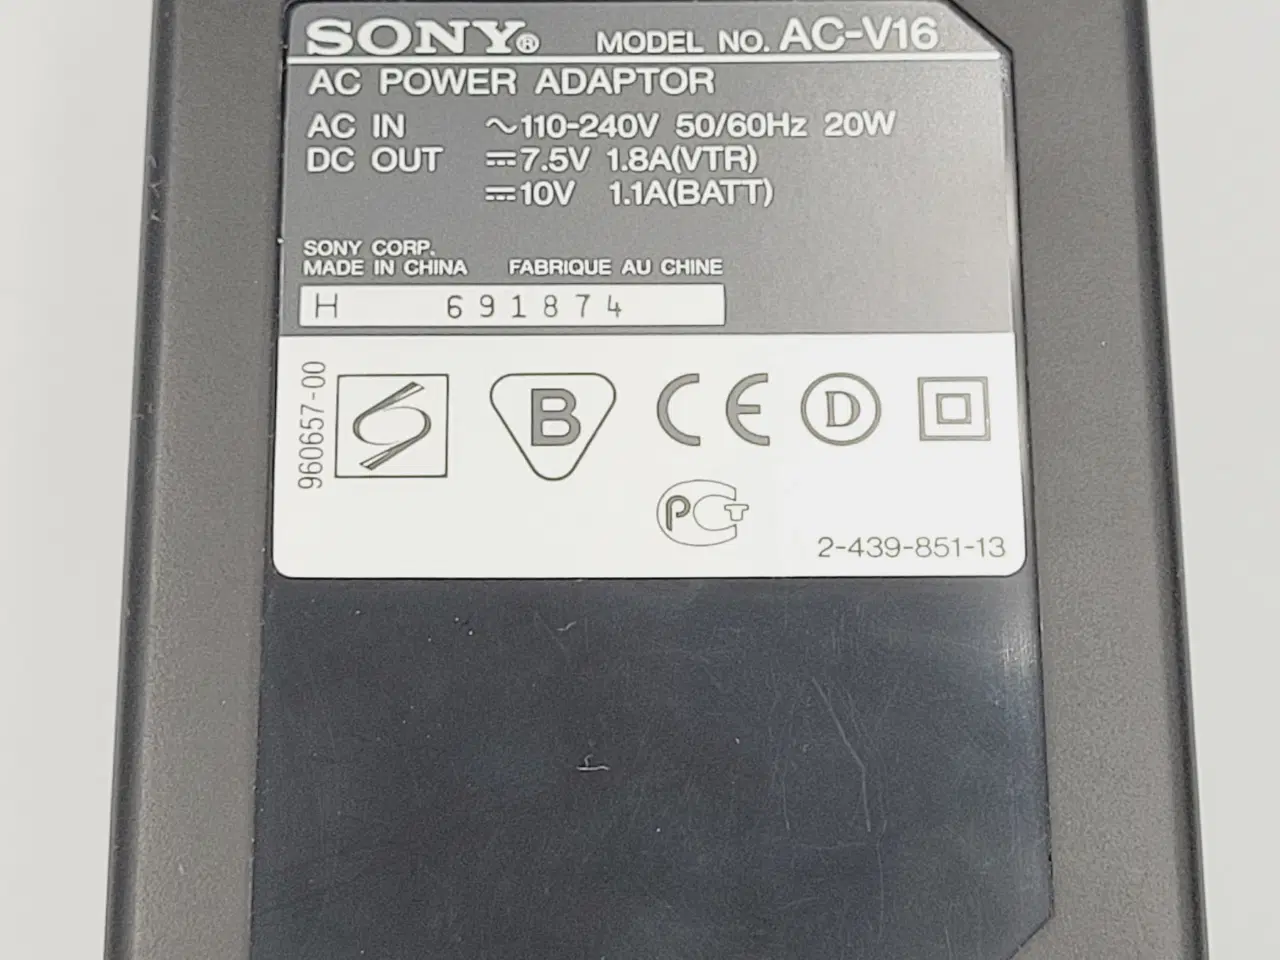 SONY® MODEL NO. AC-V16
AC POWER ADAPTOR
AC IN ～110-240V 50/60Hz 20W
DC OUT ⎓7.5V 1.8A(VTR)
⎓10V 1.1A(BATT)
SONY CORP.
MADE IN CHINA FABRIQUE AU CHINE
H 691874
960657-00
B CE D
PCT
2-439-851-13